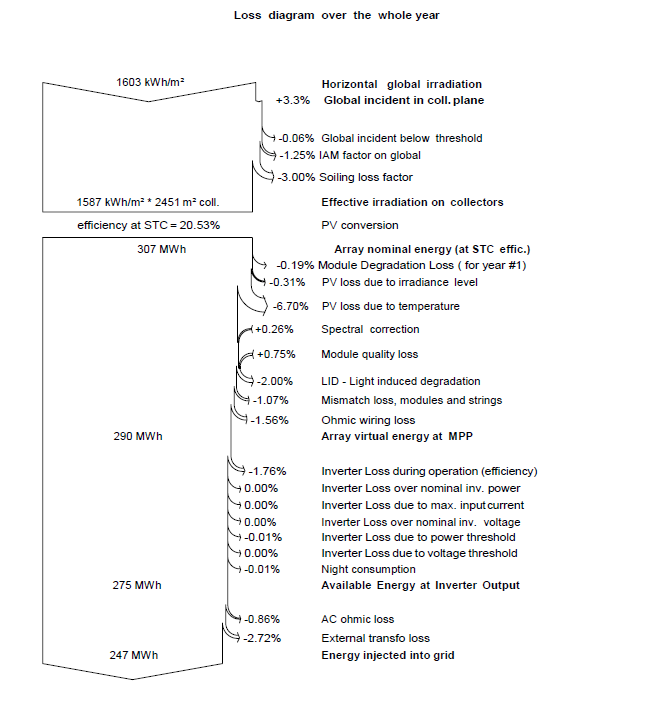 Loss diagram over the whole year
1603 kWh/m² Horizontal global irradiation
+3.3% Global incident in coll. plane
-0.06% Global incident below threshold
-1.25% IAM factor on global
-3.00% Soiling loss factor
1587 kWh/m² * 2451 m² coll. Effective irradiation on collectors
efficiency at STC = 20.53% PV conversion
307 MWh Array nominal energy (at STC effic.)
-0.19% Module Degradation Loss ( for year #1)
-0.31% PV loss due to irradiance level
-6.70% PV loss due to temperature
+0.26% Spectral correction
+0.75% Module quality loss
-2.00% LID - Light induced degradation
-1.07% Mismatch loss, modules and strings
-1.56% Ohmic wiring loss
290 MWh Array virtual energy at MPP
-1.76% Inverter Loss during operation (efficiency)
0.00% Inverter Loss over nominal inv. power
0.00% Inverter Loss due to max. input current
0.00% Inverter Loss over nominal inv. voltage
-0.01% Inverter Loss due to power threshold
0.00% Inverter Loss due to voltage threshold
-0.01% Night consumption
275 MWh Available Energy at Inverter Output
-0.86% AC ohmic loss
-2.72% External transfo loss
247 MWh Energy injected into grid